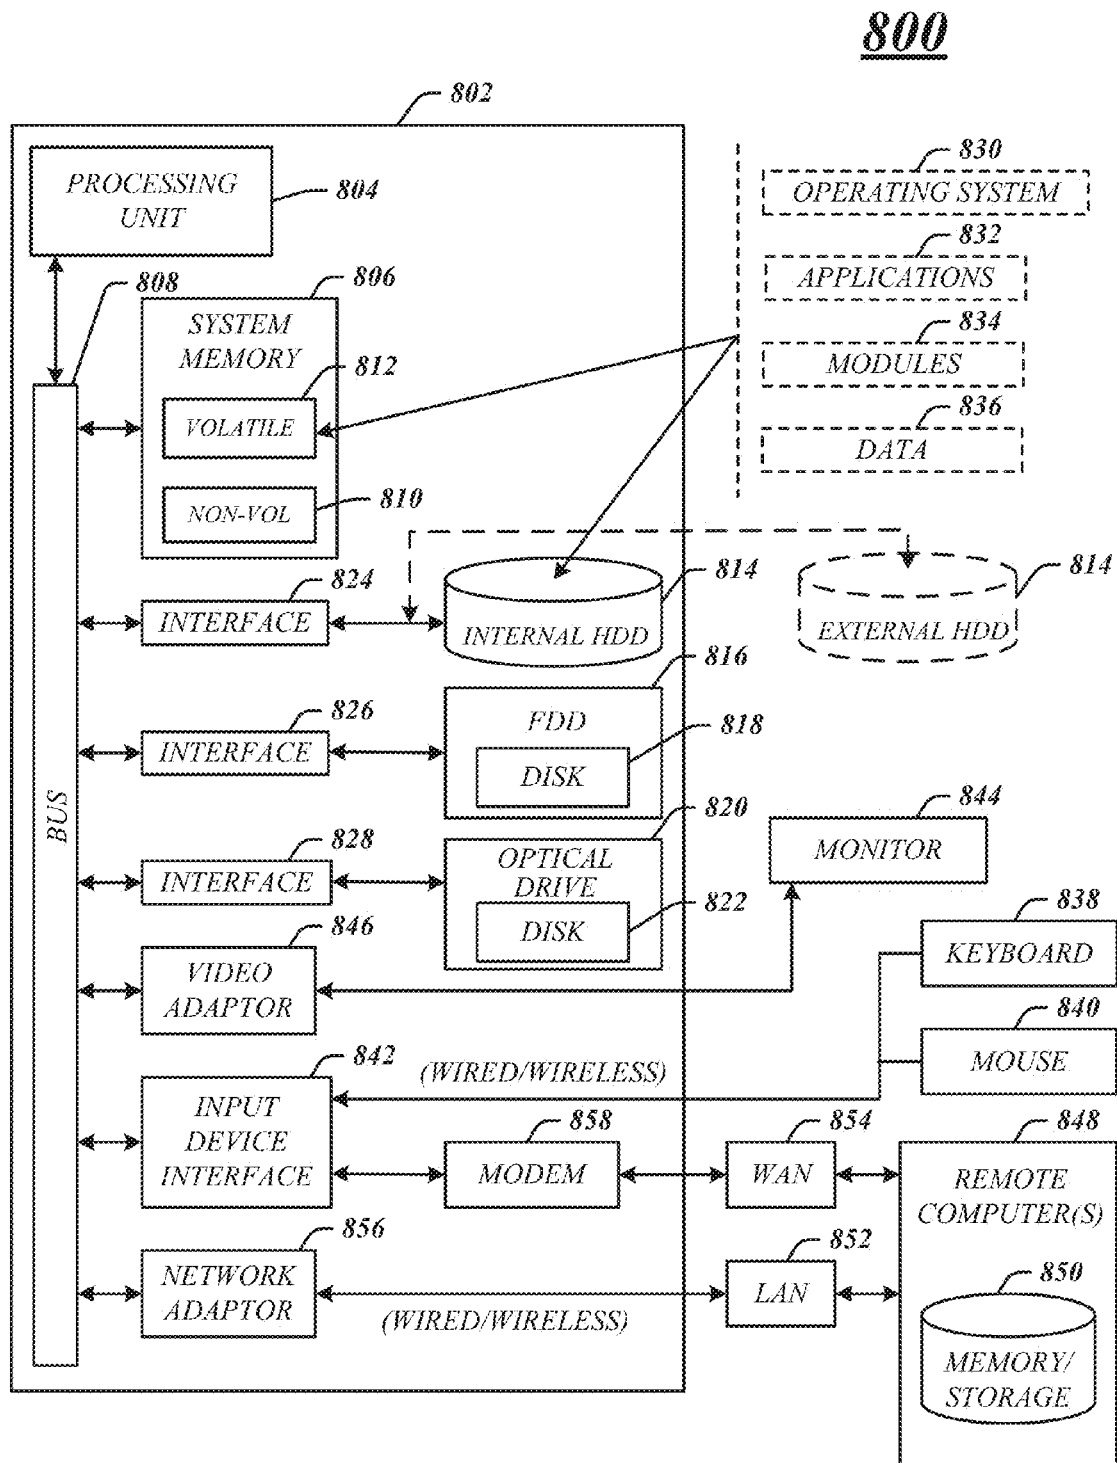 800
802
PROCESSING
UNIT
804
808
806
SYSTEM
MEMORY
812
VOLATILE
810
NON-VOL
830
OPERATING SYSTEM
832
APPLICATIONS
834
MODULES
836
DATA
824
INTERFACE
814
INTERNAL HDD
814
EXTERNAL HDD
816
FDD
826
INTERFACE
818
DISK
BUS
820
OPTICAL
DRIVE
828
INTERFACE
822
DISK
844
MONITOR
846
VIDEO
ADAPTOR
838
KEYBOARD
840
MOUSE
842
INPUT
DEVICE
INTERFACE
(WIRED/WIRELESS)
858
MODEM
854
WAN
848
REMOTE
COMPUTER(S)
856
NETWORK
ADAPTOR
(WIRED/WIRELESS)
852
LAN
850
MEMORY/
STORAGE